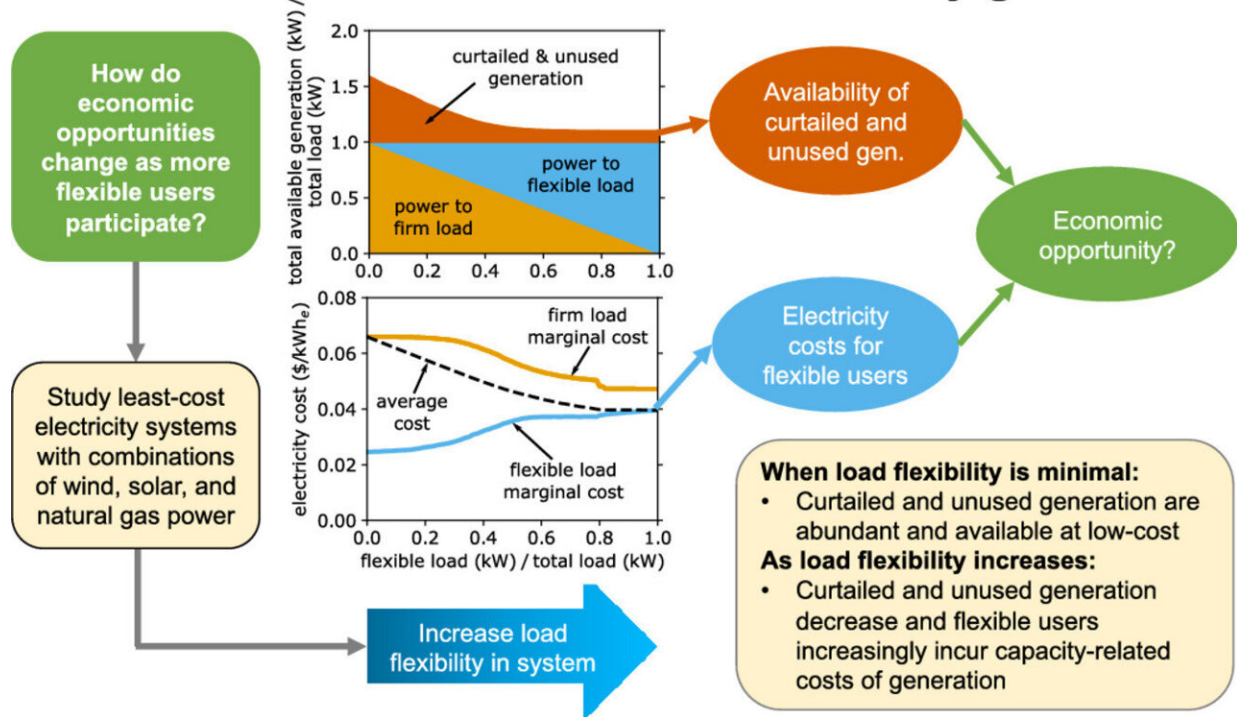 How do
economic
opportunities
change as more
flexible users
participate?
Study least-cost
electricity systems
with combinations
of wind, solar, and
natural gas power
total available generation (kW) /
total load (kW)
2.0
1.5
1.0
0.5
0.0
curtailed & unused
generation
power to
flexible load
power to
firm load
0.0 0.2 0.4 0.6 0.8 1.0
electricity cost ($/kWhe)
0.08
0.06
0.04
0.02
0.00
firm load
marginal cost
average
cost
flexible load
marginal cost
0.0 0.2 0.4 0.6 0.8 1.0
flexible load (kW) / total load (kW)
Increase load
flexibility in system
Availability of
curtailed and
unused gen.
Electricity
costs for
flexible users
Economic
opportunity?
When load flexibility is minimal:
• Curtailed and unused generation are
abundant and available at low-cost
As load flexibility increases:
• Curtailed and unused generation
decrease and flexible users
increasingly incur capacity-related
costs of generation